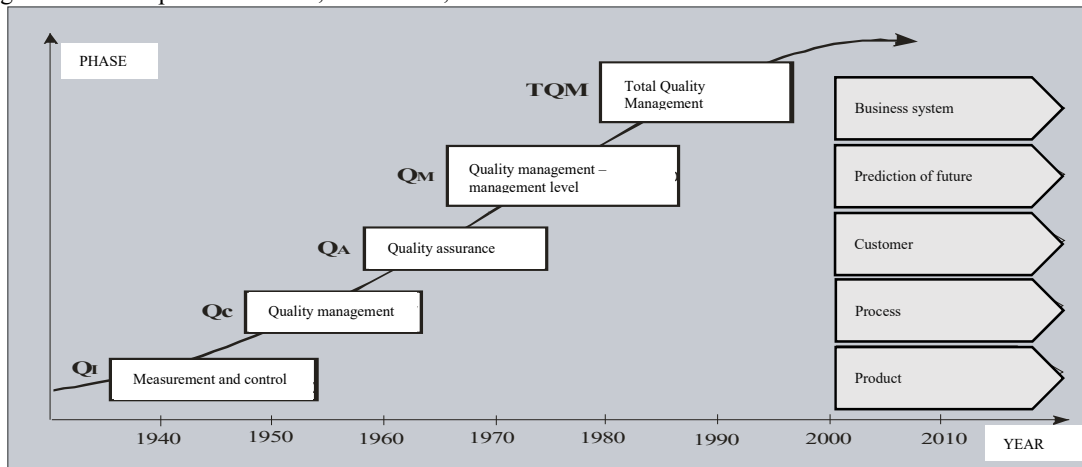 PHASE
TQM
Total Quality
Management
Business system
QM
Quality management –
management level
Prediction of future
QA
Quality assurance
Customer
Qc
Quality management
Process
QI
Measurement and control
Product
1940
1950
1960
1970
1980
1990
2000
2010
YEAR